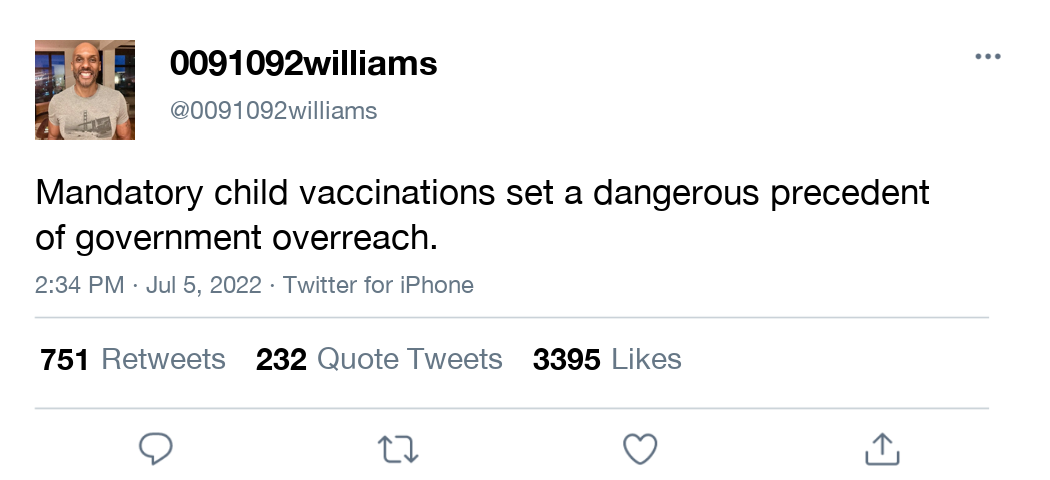 0091092williams
@0091092williams
Mandatory child vaccinations set a dangerous precedent
of government overreach.
2:34 PM · Jul 5, 2022 · Twitter for iPhone
751 Retweets 232 Quote Tweets 3395 Likes